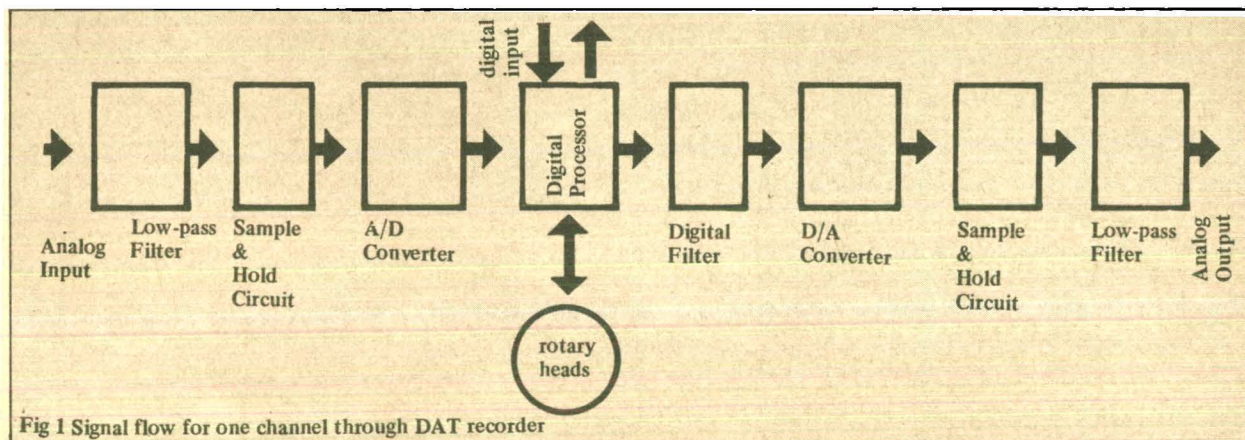 digital
input
Digital
Processor
Analog
Input
Low-pass
Filter
Sample
&
Hold
Circuit
A/D
Converter
Digital
Filter
D/A
Converter
Sample
&
Hold
Circuit
Low-pass
Filter
Analog
Output
rotary
heads
Fig 1 Signal flow for one channel through DAT recorder